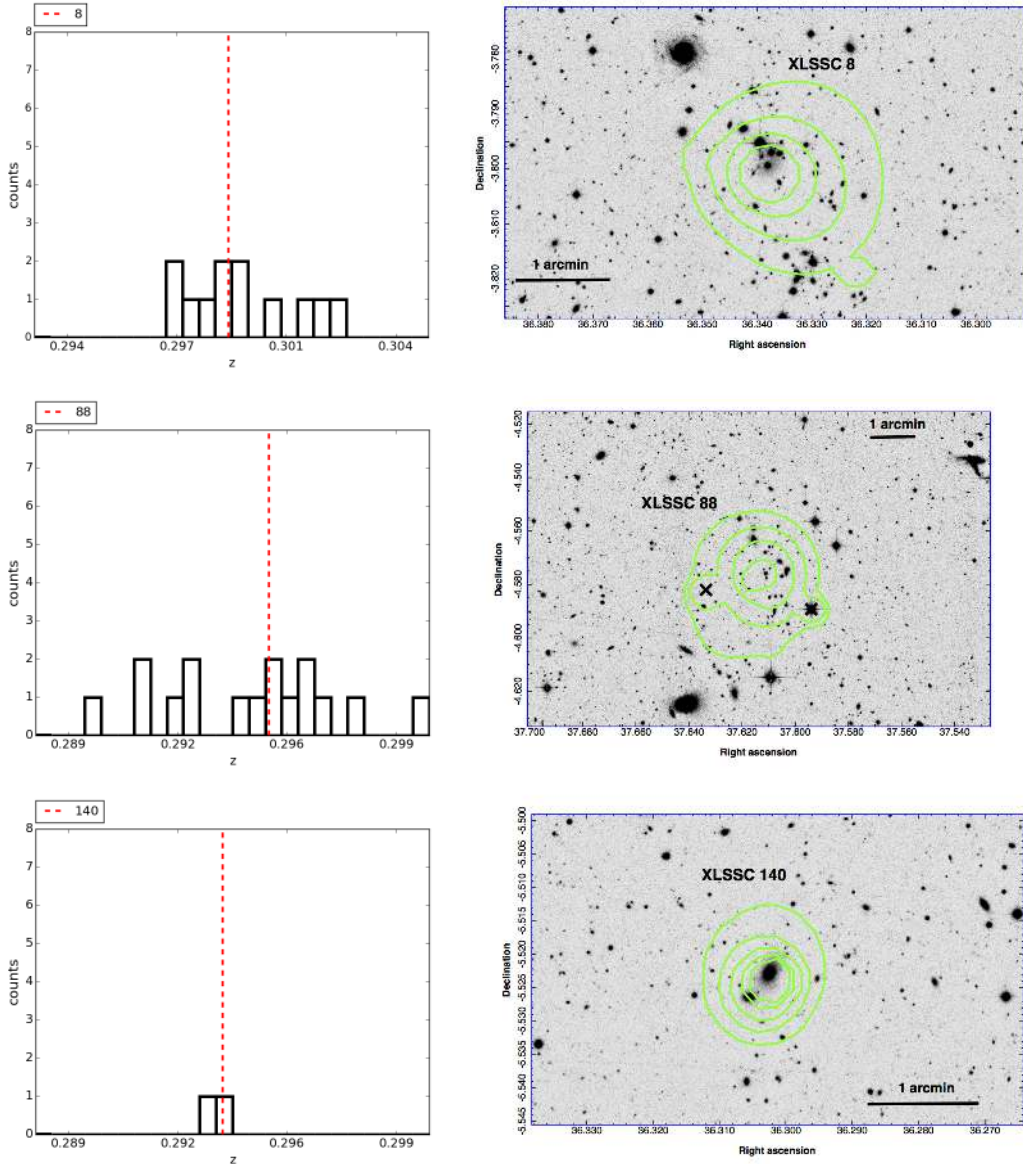 8
8
7
6
5
4
3
2
1
0
counts
0.294 0.297 0.301 0.304
z
XLSSC 8
1 arcmin
Declination
-3.780
-3.790
-3.800
-3.810
-3.820
36.380 36.370 36.360 36.350 36.340 36.330 36.320 36.310 36.300
Right ascension
88
8
7
6
5
4
3
2
1
0
counts
0.289 0.292 0.296 0.299
z
XLSSC 88
1 arcmin
Declination
-4.520
-4.540
-4.560
-4.580
-4.600
-4.620
37.700 37.680 37.660 37.640 37.620 37.600 37.580 37.560 37.540
Right ascension
140
8
7
6
5
4
3
2
1
0
counts
0.289 0.292 0.296 0.299
z
XLSSC 140
1 arcmin
Declination
-5.500
-5.505
-5.510
-5.515
-5.520
-5.525
-5.530
-5.535
-5.540
-5.545
36.330 36.320 36.310 36.300 36.290 36.280 36.270
Right ascension